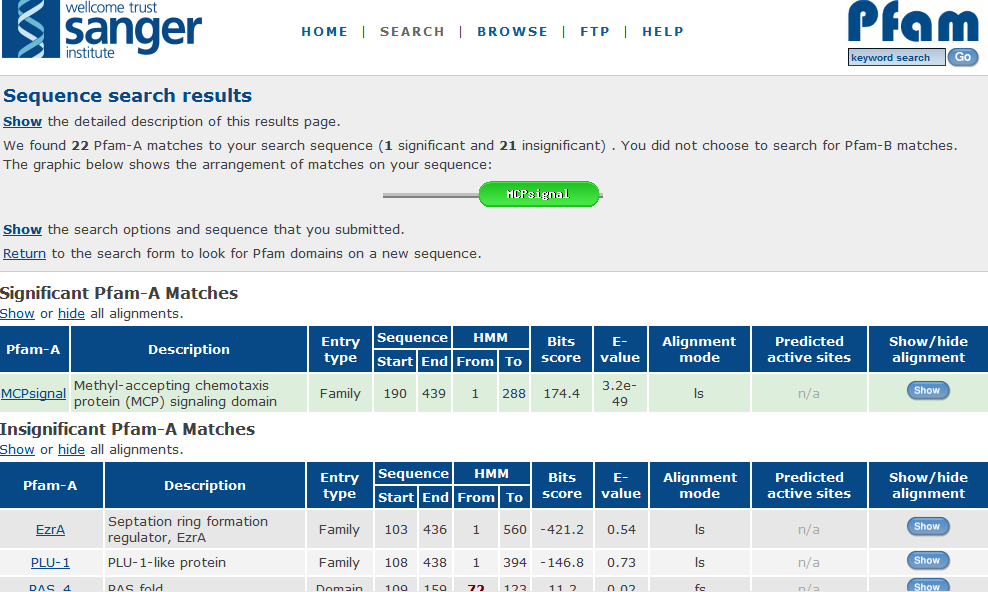 wellcome trust
sanger
institute
HOME | SEARCH | BROWSE | FTP | HELP
Pfam
keyword search Go
Sequence search results
Show the detailed description of this results page.
We found 22 Pfam-A matches to your search sequence (1 significant and 21 insignificant) . You did not choose to search for Pfam-B matches.
The graphic below shows the arrangement of matches on your sequence:
MCPsignal
Show the search options and sequence that you submitted.
Return to the search form to look for Pfam domains on a new sequence.
Significant Pfam-A Matches
Show or hide all alignments.
Pfam-A Description Entry type Sequence Start End HMM From To Bits score E-value Alignment mode Predicted active sites Show/hide alignment
MCPsignal Methyl-accepting chemotaxis protein (MCP) signaling domain Family 190 439 1 288 174.4 3.2e-49 ls n/a Show
Insignificant Pfam-A Matches
Show or hide all alignments.
Pfam-A Description Entry type Sequence Start End HMM From To Bits score E-value Alignment mode Predicted active sites Show/hide alignment
EzrA Septation ring formation regulator, EzrA Family 103 436 1 560 -421.2 0.54 ls n/a Show
PLU-1 PLU-1-like protein Family 108 438 1 394 -146.8 0.73 ls n/a Show
PAS_4 PAS fold Domain 109 159 72 123 11.2 0.02 fs n/a Show